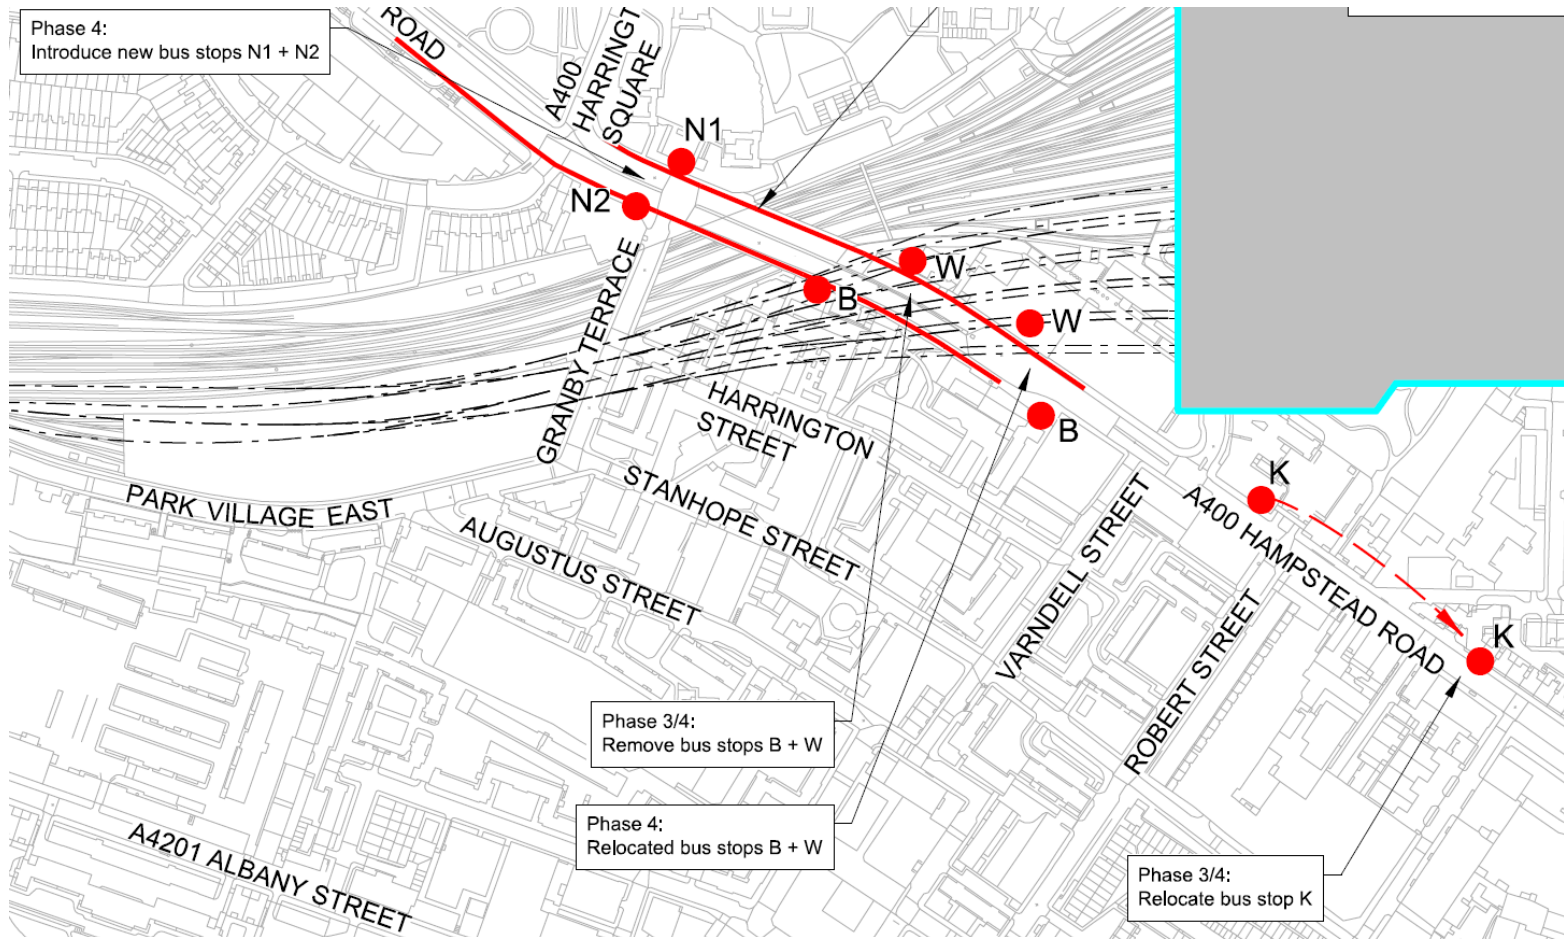 Phase 4:
Introduce new bus stops N1 + N2
ROAD
A400
HARRINGT
SQUARE
N1
N2
W
B
W
B
GRANBY TERRACE
HARRINGTON
STREET
STANHOPE STREET
PARK VILLAGE EAST
AUGUSTUS STREET
VARNDELL STREET
K
A400 HAMPSTEAD ROAD
ROBERT STREET
K
Phase 3/4:
Remove bus stops B + W
Phase 4:
Relocated bus stops B + W
A4201 ALBANY STREET
Phase 3/4:
Relocate bus stop K